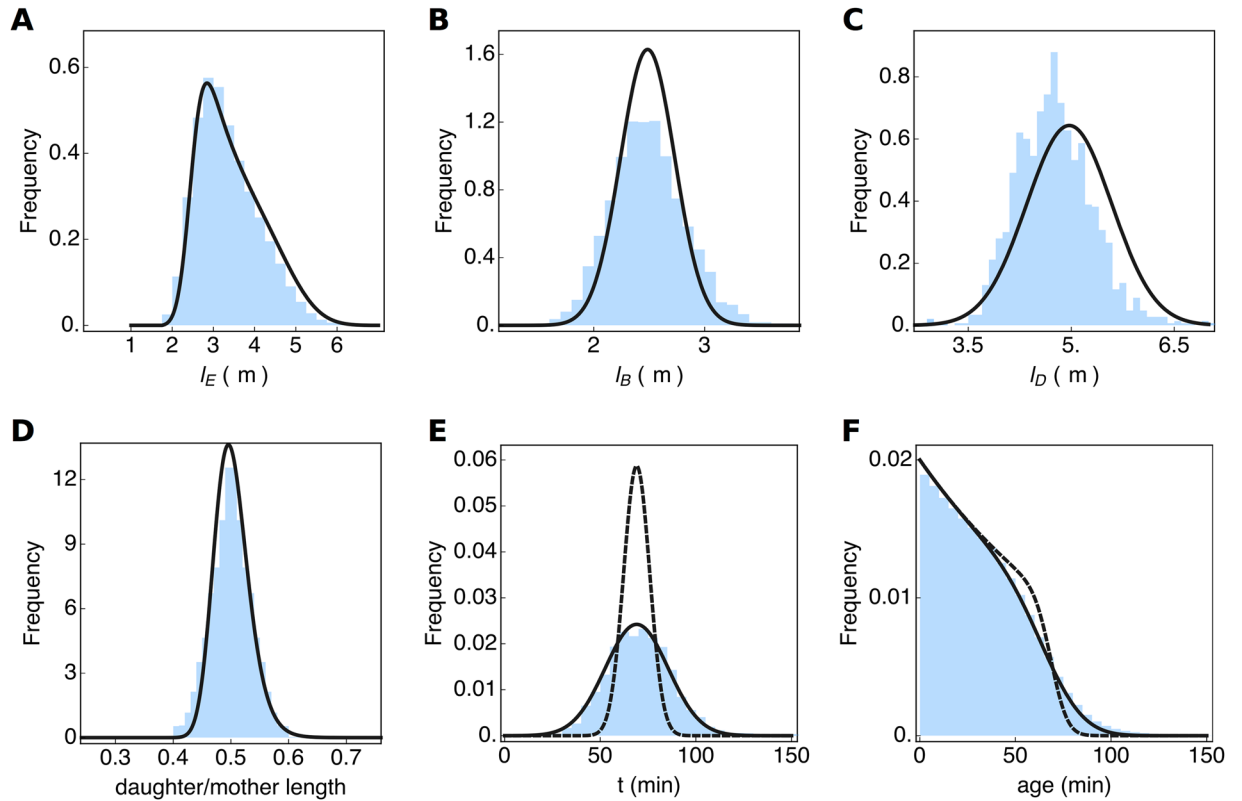 A
Frequency
0.6
0.4
0.2
0.
1 2 3 4 5 6
lE ( m )
B
Frequency
1.6
1.2
0.8
0.4
0.
2 3
lB ( m )
C
Frequency
0.8
0.6
0.4
0.2
0.
3.5 5. 6.5
lD ( m )
D
Frequency
12
9
6
3
0
0.3 0.4 0.5 0.6 0.7
daughter/mother length
E
Frequency
0.06
0.05
0.04
0.03
0.02
0.01
0.
0 50 100 150
t (min)
F
Frequency
0.02
0.01
0.
0 50 100 150
age (min)